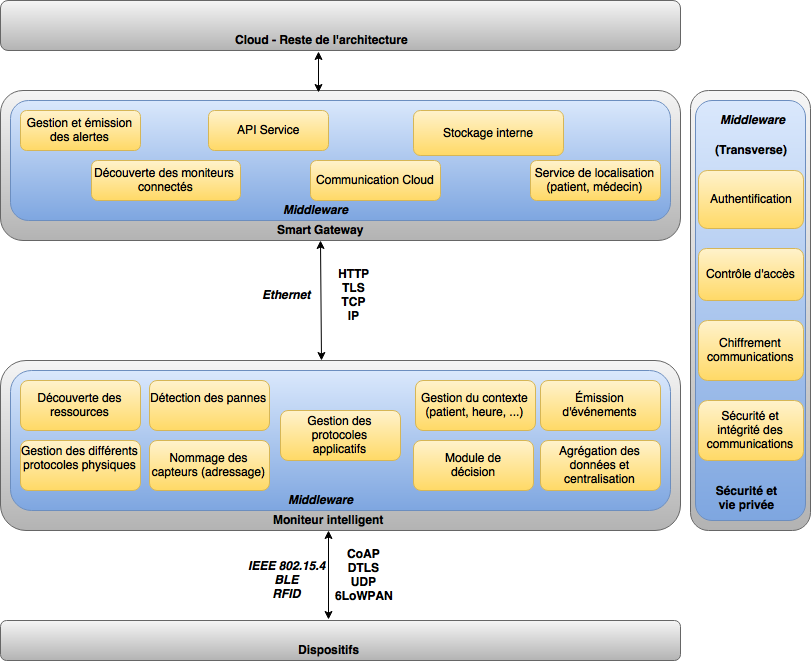 Cloud - Reste de l'architecture
Gestion et émission
des alertes
API Service
Stockage interne
Découverte des moniteurs
connectés
Communication Cloud
Service de localisation
(patient, médecin)
Middleware
Smart Gateway
Ethernet
HTTP
TLS
TCP
IP
Découverte des
ressources
Détection des pannes
Gestion des
protocoles
applicatifs
Gestion du contexte
(patient, heure, ...)
Émission
d'événements
Gestion des différents
protocoles physiques
Nommage des
capteurs (adressage)
Module de
décision
Agrégation des
données et
centralisation
Middleware
Moniteur intelligent
IEEE 802.15.4
BLE
RFID
CoAP
DTLS
UDP
6LoWPAN
Dispositifs
Middleware
(Transverse)
Authentification
Contrôle d'accès
Chiffrement
communications
Sécurité et
intégrité des
communications
Sécurité et
vie privée